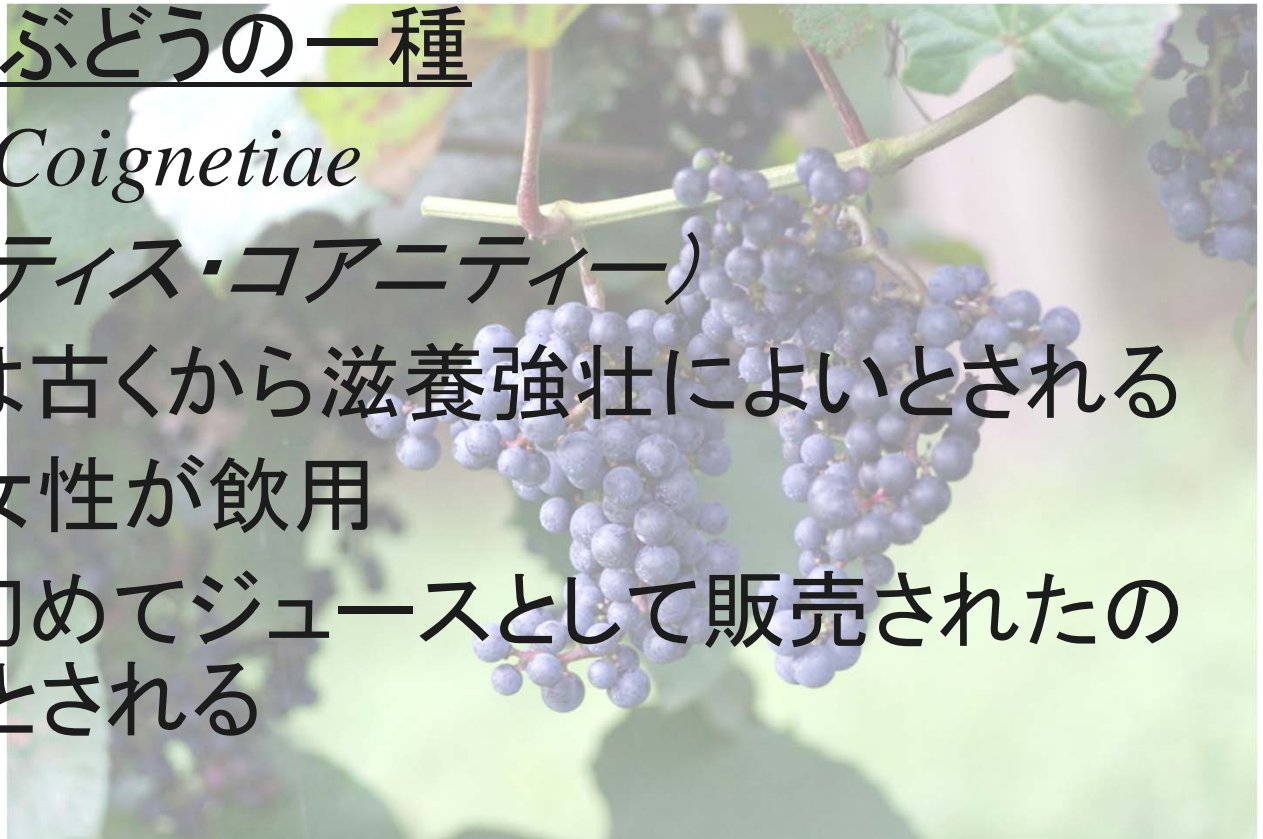 ぶどうの一種
Coignetiae
ティス・コアニティー）
は古くから滋養強壮によいとされる
女性が飲用
初めてジュースとして販売されたの
とされる